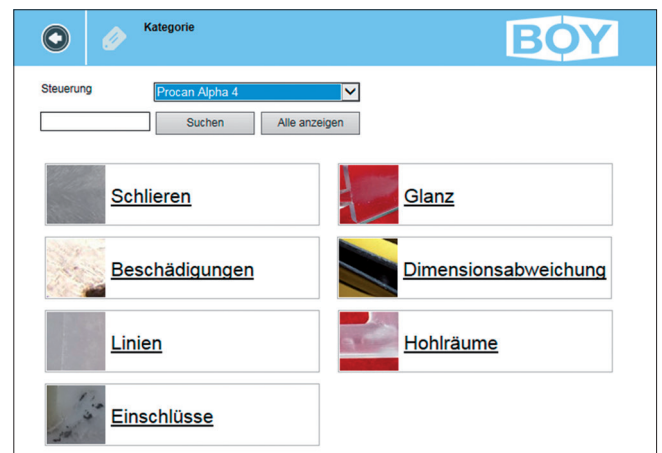 Kategorie
BOY
Steuerung
Procan Alpha 4
Suchen
Alle anzeigen
Schlieren
Glanz
Beschädigungen
Dimensionsabweichung
Linien
Hohlräume
Einschlüsse